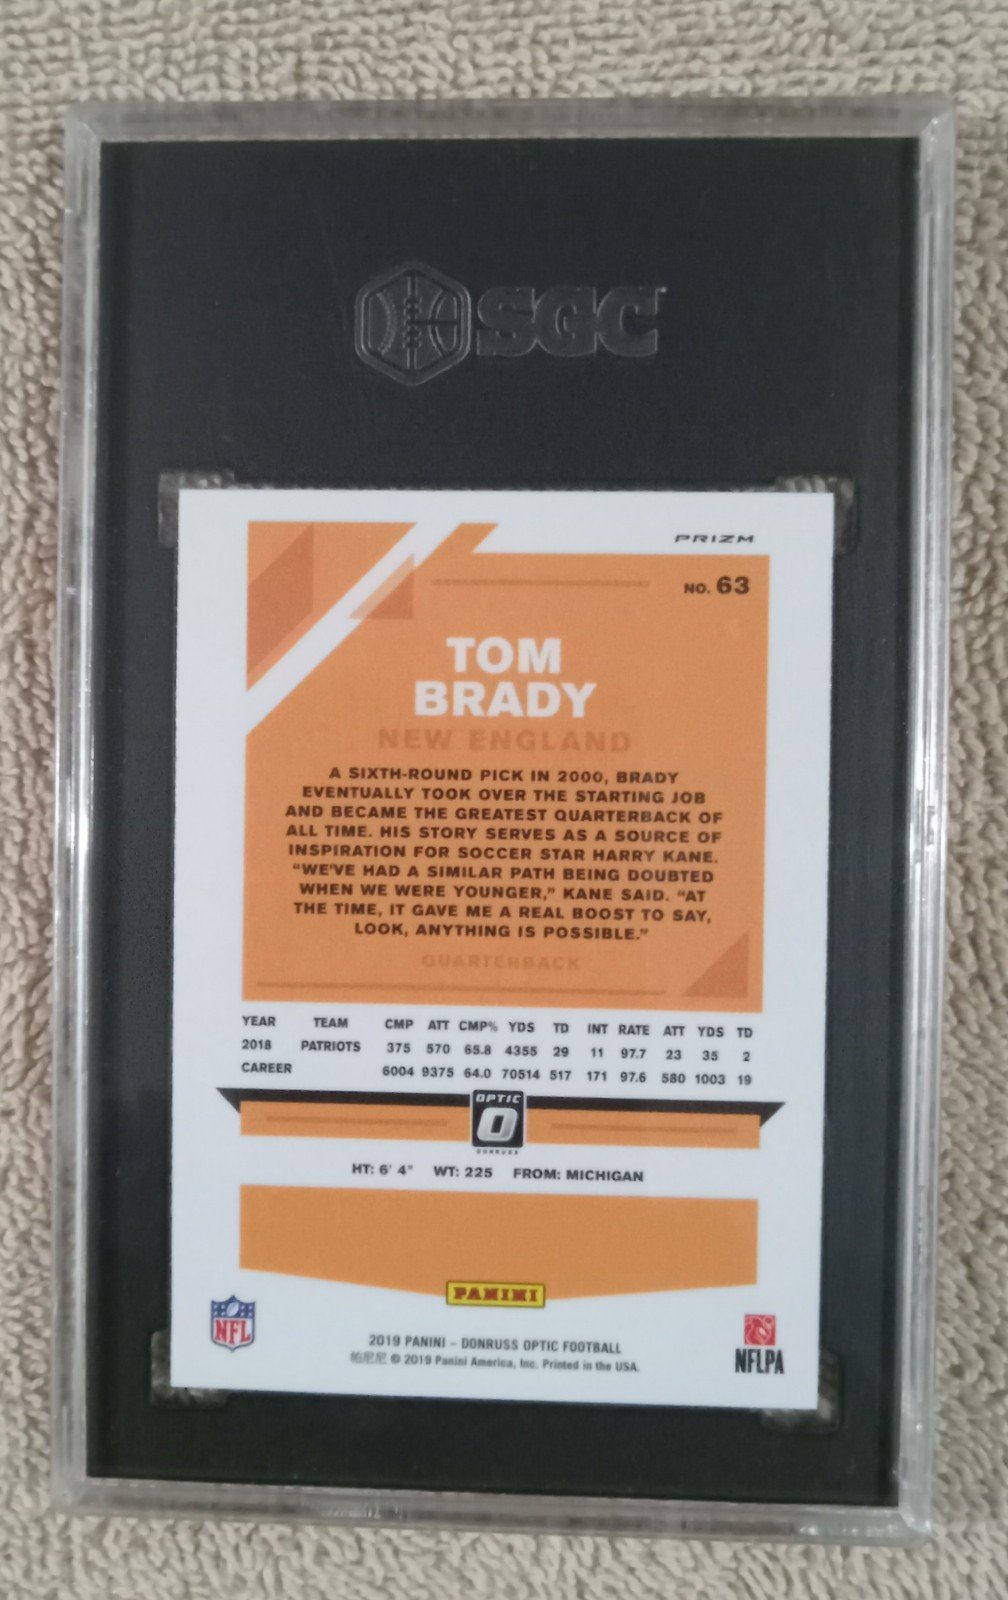 SGC
PRIZM
NO. 63
TOM
BRADY
NEW ENGLAND
A SIXTH-ROUND PICK IN 2000, BRADY
EVENTUALLY TOOK OVER THE STARTING JOB
AND BECAME THE GREATEST QUARTERBACK OF
ALL TIME. HIS STORY SERVES AS A SOURCE OF
INSPIRATION FOR SOCCER STAR HARRY KANE.
"WE'VE HAD A SIMILAR PATH BEING DOUBTED
WHEN WE WERE YOUNGER," KANE SAID. "AT
THE TIME, IT GAVE ME A REAL BOOST TO SAY,
LOOK, ANYTHING IS POSSIBLE."
QUARTERBACK
YEAR TEAM CMP ATT CMP% YDS TD INT RATE ATT YDS TD
2018 PATRIOTS 375 570 65.8 4355 29 11 97.7 23 35 2
CAREER 6004 9375 64.0 70514 517 171 97.6 580 1003 19
OPTIC
O
DONRUSS
HT: 6' 4" WT: 225 FROM: MICHIGAN
PANINI
NFL
NFLPA
2019 PANINI – DONRUSS OPTIC FOOTBALL
帕尼尼 © 2019 Panini America, Inc. Printed in the USA.